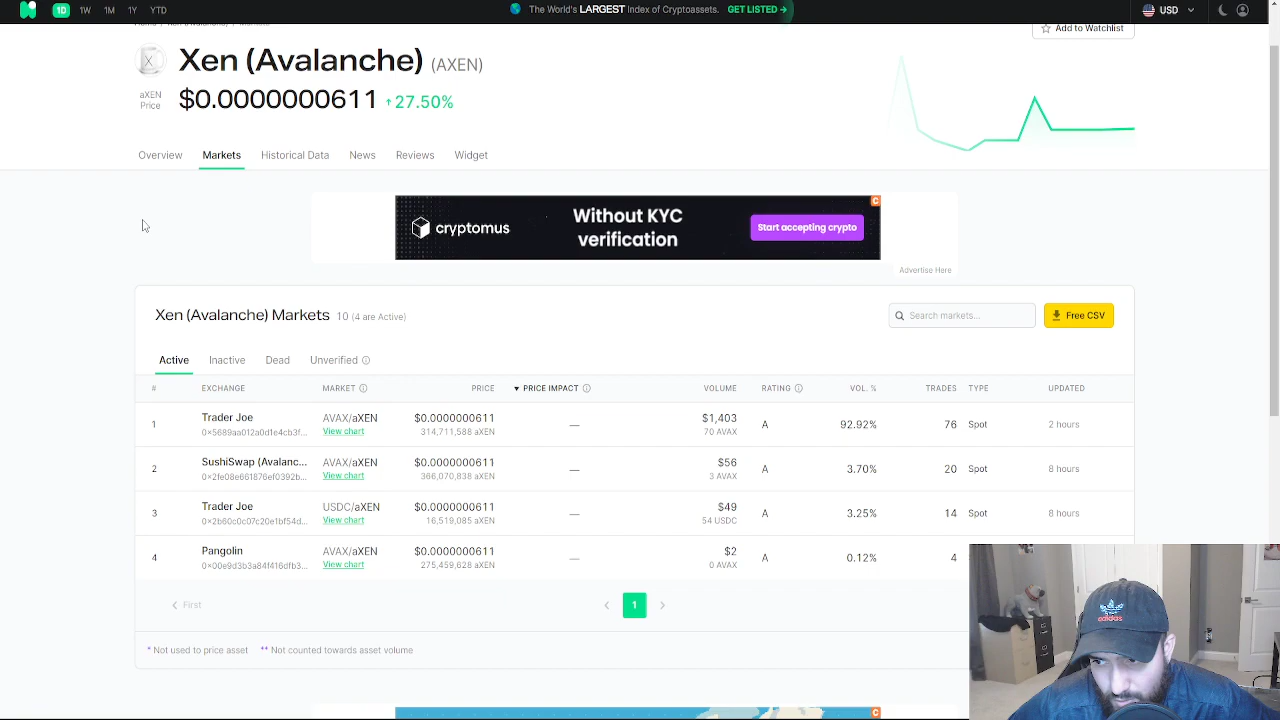 1D 1W 1M 1Y YTD
The World's LARGEST Index of Cryptoassets. GET LISTED →
USD
Xen (Avalanche) (AXEN)
Add to Watchlist
aXEN
Price
$0.0000000611 27.50%
Overview Markets Historical Data News Reviews Widget
cryptomus
Without KYC
verification
Start accepting crypto
Advertise Here
Xen (Avalanche) Markets 10 (4 are Active)
Search markets...
Free CSV
Active Inactive Dead Unverified
# EXCHANGE MARKET PRICE PRICE IMPACT VOLUME RATING VOL. % TRADES TYPE UPDATED
1 Trader Joe AVAX/aXEN $0.0000000611 — $1,403 A 92.92% 76 Spot 2 hours
0x5689aa012a0d1e4cb3f... View chart 314,711,588 aXEN 70 AVAX
2 SushiSwap (Avalanc... AVAX/aXEN $0.0000000611 — $56 A 3.70% 20 Spot 8 hours
0x2fe08e661876ef0392b... View chart 366,070,838 aXEN 3 AVAX
3 Trader Joe USDC/aXEN $0.0000000611 — $49 A 3.25% 14 Spot 8 hours
0x2b60c0c07c20e1bf54d... View chart 16,519,085 aXEN 54 USDC
4 Pangolin AVAX/aXEN $0.0000000611 — $2 A 0.12% 4
0x00e9d3b3a84f416dfb3... View chart 275,459,628 aXEN 0 AVAX
First 1
* Not used to price asset ** Not counted towards asset volume
adidas